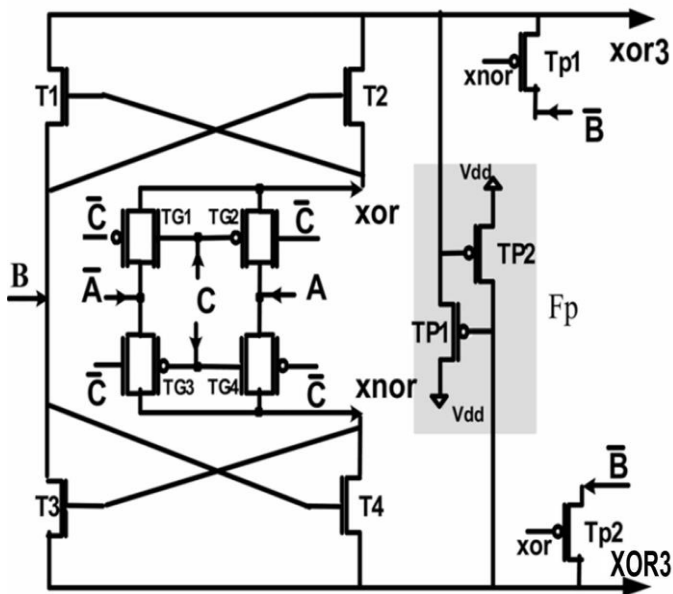 xor3
T1
T2
xnor
Tp1
B̅
Vdd
C̅
TG1
TG2
C̅
xor
B
A̅
C
A
TP2
TP1
Fp
C̅
TG3
TG4
C̅
xnor
Vdd
B̅
T3
T4
xor
Tp2
XOR3